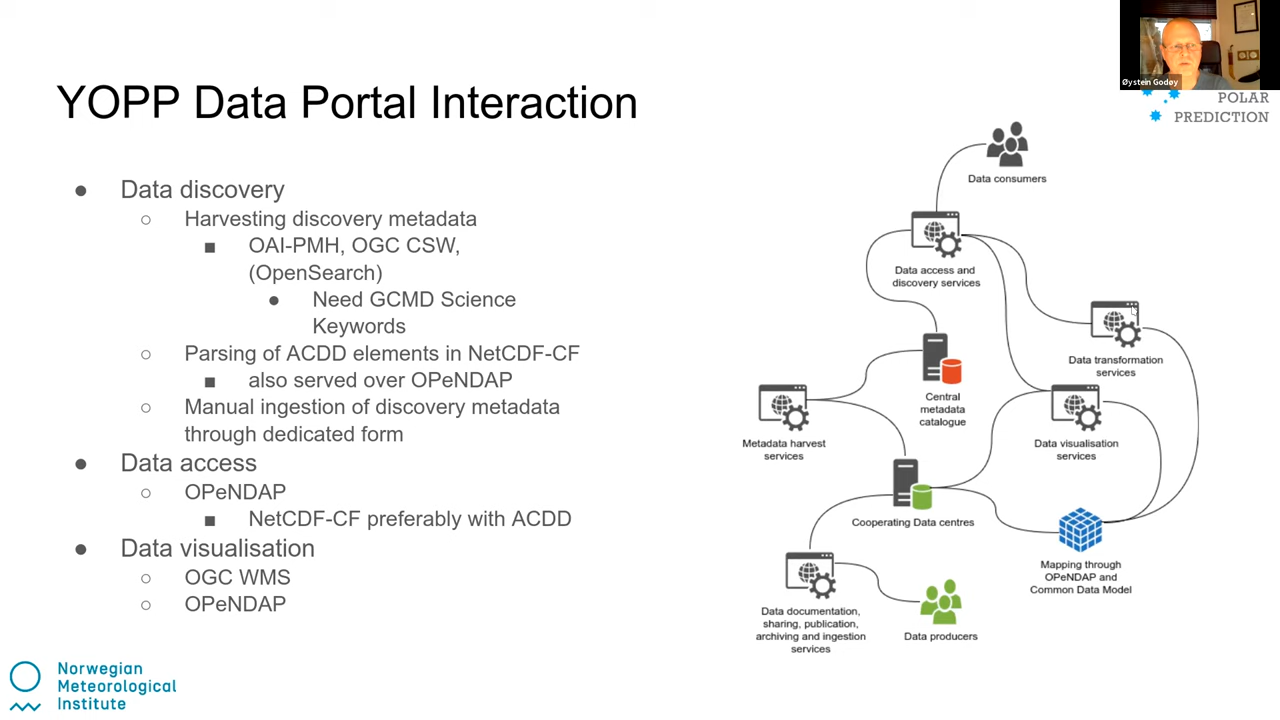 YOPP Data Portal Interaction
Øystein Godøy
POLAR
PREDICTION
● Data discovery
○ Harvesting discovery metadata
■ OAI-PMH, OGC CSW,
(OpenSearch)
● Need GCMD Science
Keywords
○ Parsing of ACDD elements in NetCDF-CF
■ also served over OPeNDAP
○ Manual ingestion of discovery metadata
through dedicated form
● Data access
○ OPeNDAP
■ NetCDF-CF preferably with ACDD
● Data visualisation
○ OGC WMS
○ OPeNDAP
Data consumers
Data access and
discovery services
Data transformation
services
Central
metadata
catalogue
Metadata harvest
services
Data visualisation
services
Cooperating Data centres
Mapping through
OPeNDAP and
Common Data Model
Data documentation,
sharing, publication,
archiving and ingestion
services
Data producers
Norwegian
Meteorological
Institute